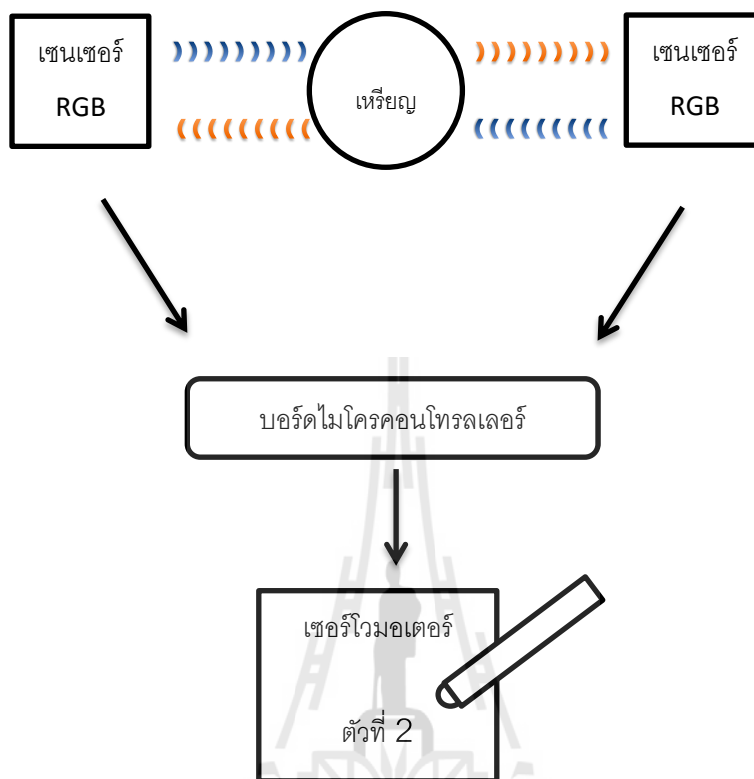 เซนเซอร์
RGB
เหรียญ
เซนเซอร์
RGB
บอร์ดไมโครคอนโทรลเลอร์
เซอร์โวมอเตอร์
ตัวที่ 2